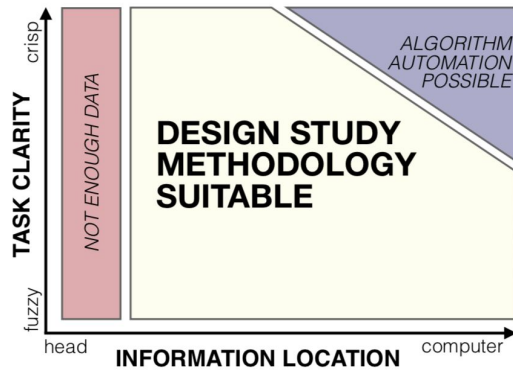 crisp
TASK CLARITY
fuzzy
NOT ENOUGH DATA
DESIGN STUDY
METHODOLOGY
SUITABLE
ALGORITHM
AUTOMATION
POSSIBLE
head
INFORMATION LOCATION
computer